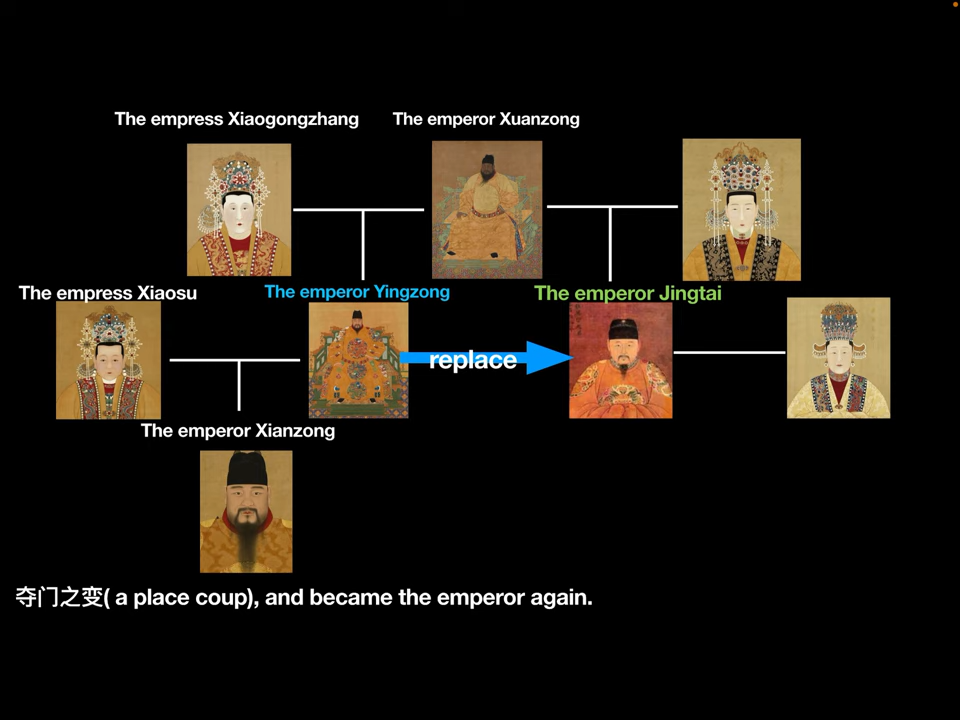 The empress Xiaogongzhang
The emperor Xuanzong
The empress Xiaosu
The emperor Yingzong
The emperor Jingtai
replace
The emperor Xianzong
夺门之变( a place coup), and became the emperor again.